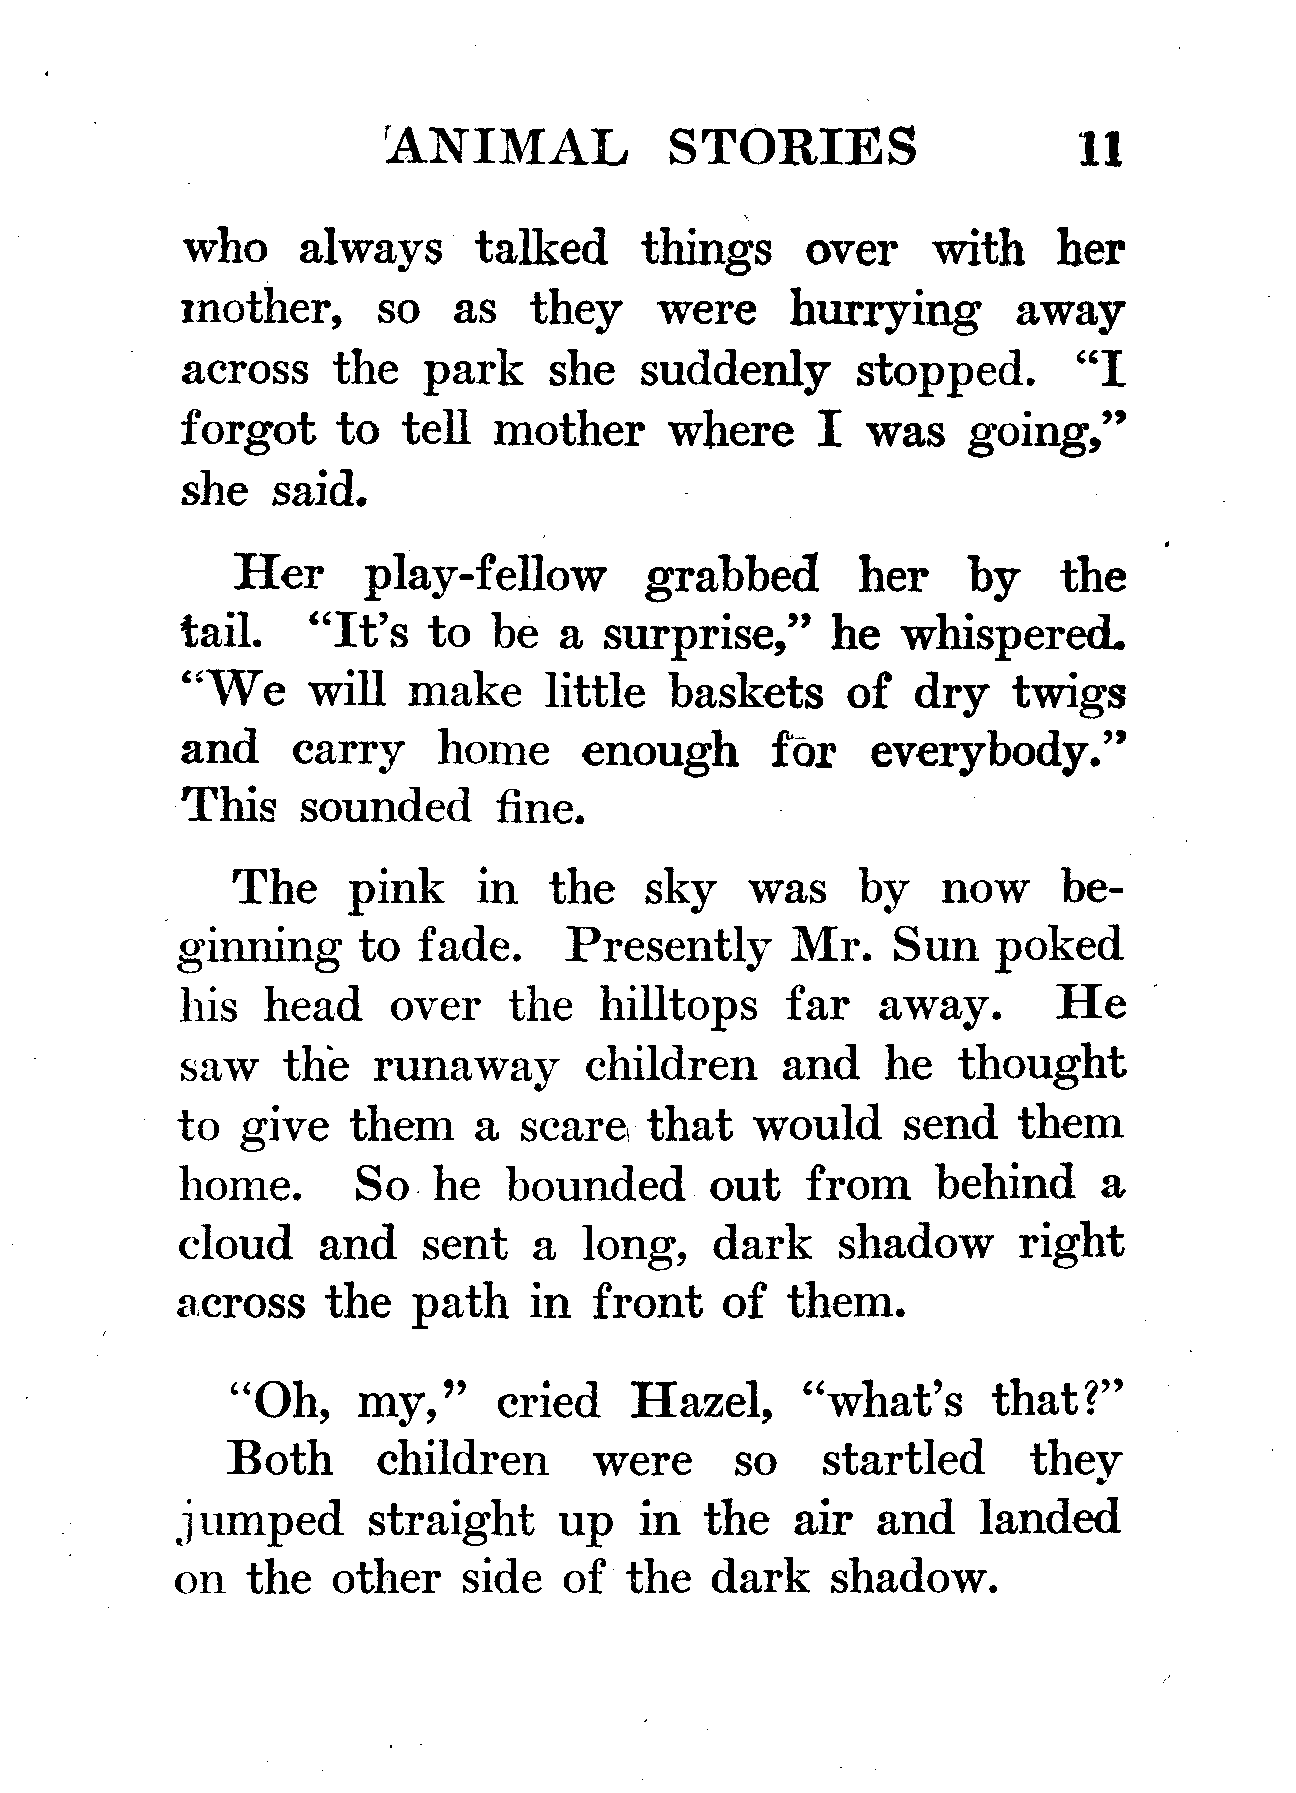 ANIMAL STORIES 11
who always talked things over with her
mother, so as they were hurrying away
across the park she suddenly stopped. "I
forgot to tell mother where I was going,"
she said.
Her play-fellow grabbed her by the
tail. "It's to be a surprise," he whispered.
"We will make little baskets of dry twigs
and carry home enough for everybody."
This sounded fine.
The pink in the sky was by now be-
ginning to fade. Presently Mr. Sun poked
his head over the hilltops far away. He
saw the runaway children and he thought
to give them a scare that would send them
home. So he bounded out from behind a
cloud and sent a long, dark shadow right
across the path in front of them.
"Oh, my," cried Hazel, "what's that?"
Both children were so startled they
jumped straight up in the air and landed
on the other side of the dark shadow.